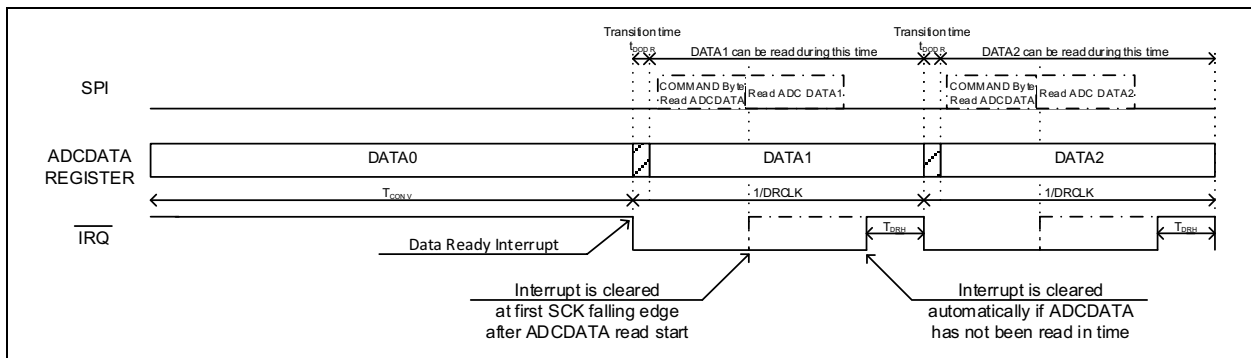 Transition time
tDODR
DATA1 can be read during this time
Transition time
tDODR
DATA2 can be read during this time
SPI
COMMAND Byte
Read ADCDATA
Read ADC DATA1
COMMAND Byte
Read ADCDATA
Read ADC DATA2
ADCDATA
REGISTER
DATA0
DATA1
DATA2
TCONV
1/DRCLK
1/DRCLK
IRQ
TDRH
TDRH
Data Ready Interrupt
Interrupt is cleared
at first SCK falling edge
after ADCDATA read start
Interrupt is cleared
automatically if ADCDATA
has not been read in time